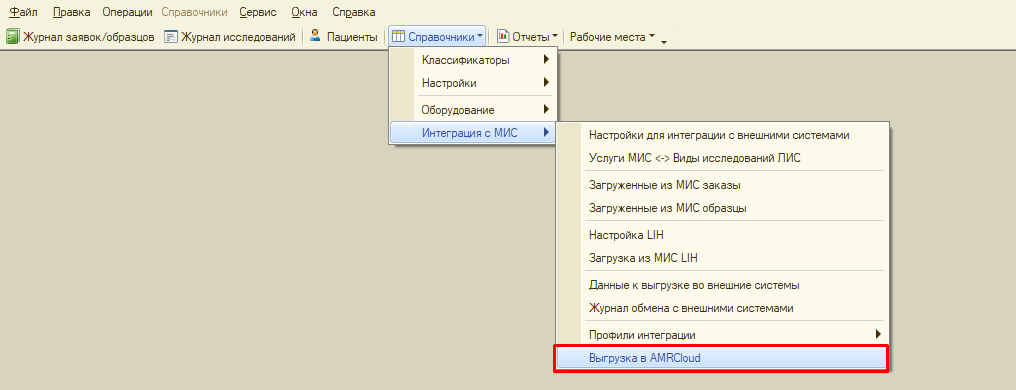 Файл Правка Операции Справочники Сервис Окна Справка
Журнал заявок/образцов Журнал исследований Пациенты Справочники Отчеты Рабочие места
Классификаторы
Настройки
Оборудование
Интеграция с МИС
Настройки для интеграции с внешними системами
Услуги МИС <-> Виды исследований ЛИС
Загруженные из МИС заказы
Загруженные из МИС образцы
Настройка LIH
Загрузка из МИС LIH
Данные к выгрузке во внешние системы
Журнал обмена с внешними системами
Профили интеграции
Выгрузка в AMRCloud